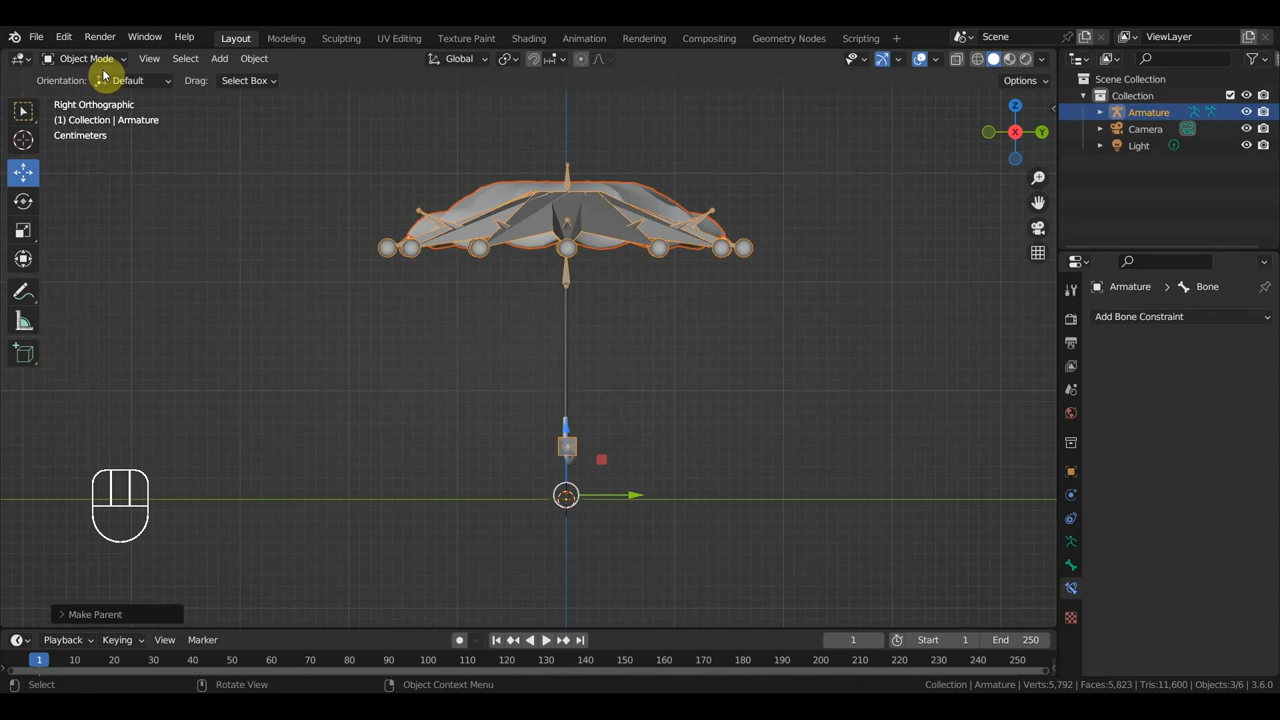 File Edit Render Window Help Layout Modeling Sculpting UV Editing Texture Paint Shading Animation Rendering Compositing Geometry Nodes Scripting + Scene ViewLayer
Object Mode View Select Add Object Global
Orientation: Default Drag: Select Box Options
Right Orthographic
(1) Collection | Armature
Centimeters
Z
X
Y
Scene Collection
Collection
Armature
Camera
Light
Armature > Bone
Add Bone Constraint
Make Parent
Playback Keying View Marker 1 Start 1 End 250
1 10 20 30 40 50 60 70 80 90 100 110 120 130 140 150 160 170 180 190 200 210 220 230 240 250
Select Rotate View Object Context Menu Collection | Armature | Verts:5,792 | Faces:5,823 | Tris:11,600 | Objects:3/6 | 3.6.0